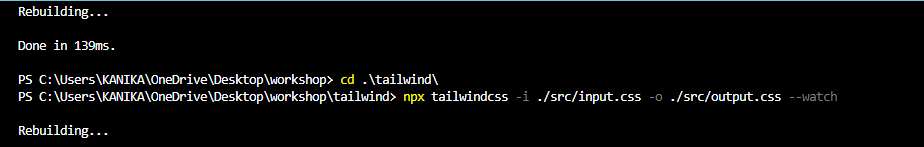 Rebuilding...
Done in 139ms.
PS C:\Users\KANIKA\OneDrive\Desktop\workshop> cd .\tailwind\
PS C:\Users\KANIKA\OneDrive\Desktop\workshop\tailwind> npx tailwindcss -i ./src/input.css -o ./src/output.css --watch
Rebuilding...